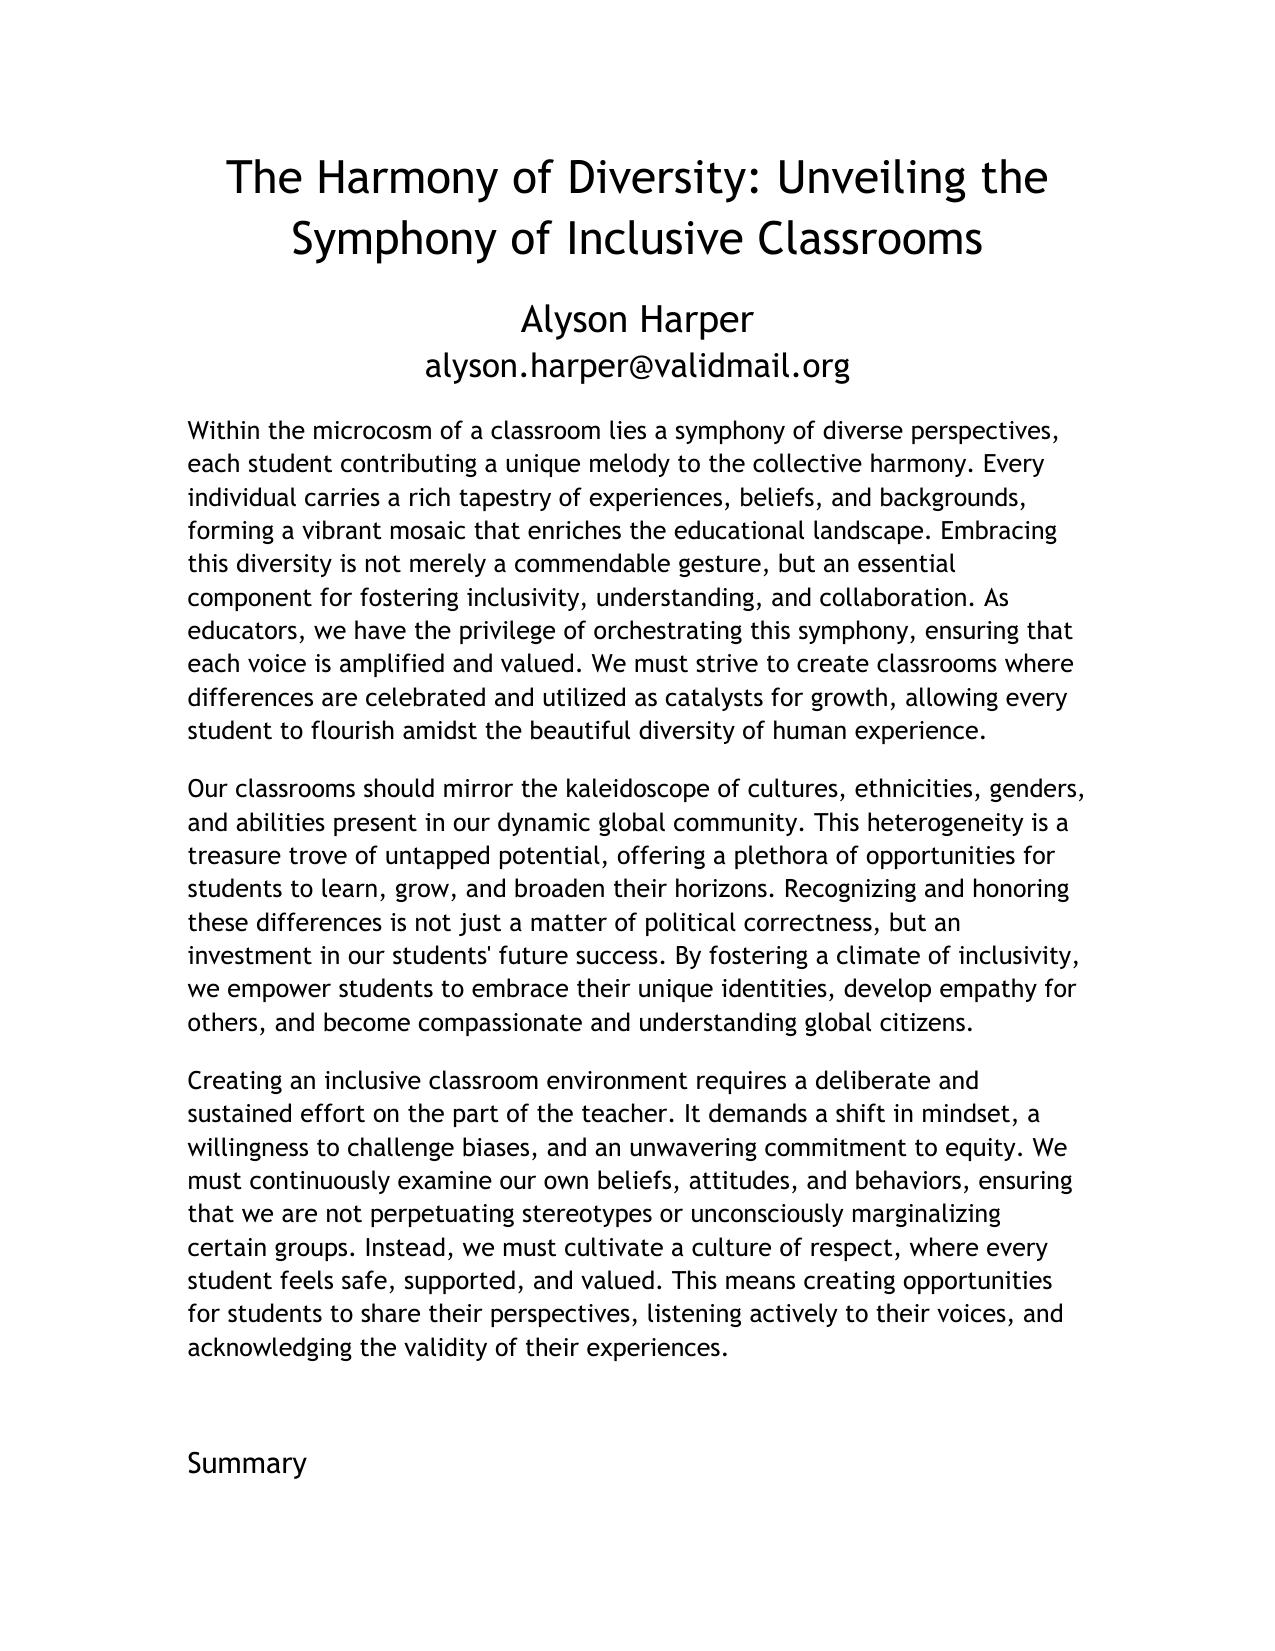 The Harmony of Diversity: Unveiling the
Symphony of Inclusive Classrooms
Alyson Harper
alyson.harper@validmail.org
Within the microcosm of a classroom lies a symphony of diverse perspectives,
each student contributing a unique melody to the collective harmony. Every
individual carries a rich tapestry of experiences, beliefs, and backgrounds,
forming a vibrant mosaic that enriches the educational landscape. Embracing
this diversity is not merely a commendable gesture, but an essential
component for fostering inclusivity, understanding, and collaboration. As
educators, we have the privilege of orchestrating this symphony, ensuring that
each voice is amplified and valued. We must strive to create classrooms where
differences are celebrated and utilized as catalysts for growth, allowing every
student to flourish amidst the beautiful diversity of human experience.
Our classrooms should mirror the kaleidoscope of cultures, ethnicities, genders,
and abilities present in our dynamic global community. This heterogeneity is a
treasure trove of untapped potential, offering a plethora of opportunities for
students to learn, grow, and broaden their horizons. Recognizing and honoring
these differences is not just a matter of political correctness, but an
investment in our students' future success. By fostering a climate of inclusivity,
we empower students to embrace their unique identities, develop empathy for
others, and become compassionate and understanding global citizens.
Creating an inclusive classroom environment requires a deliberate and
sustained effort on the part of the teacher. It demands a shift in mindset, a
willingness to challenge biases, and an unwavering commitment to equity. We
must continuously examine our own beliefs, attitudes, and behaviors, ensuring
that we are not perpetuating stereotypes or unconsciously marginalizing
certain groups. Instead, we must cultivate a culture of respect, where every
student feels safe, supported, and valued. This means creating opportunities
for students to share their perspectives, listening actively to their voices, and
acknowledging the validity of their experiences.
Summary